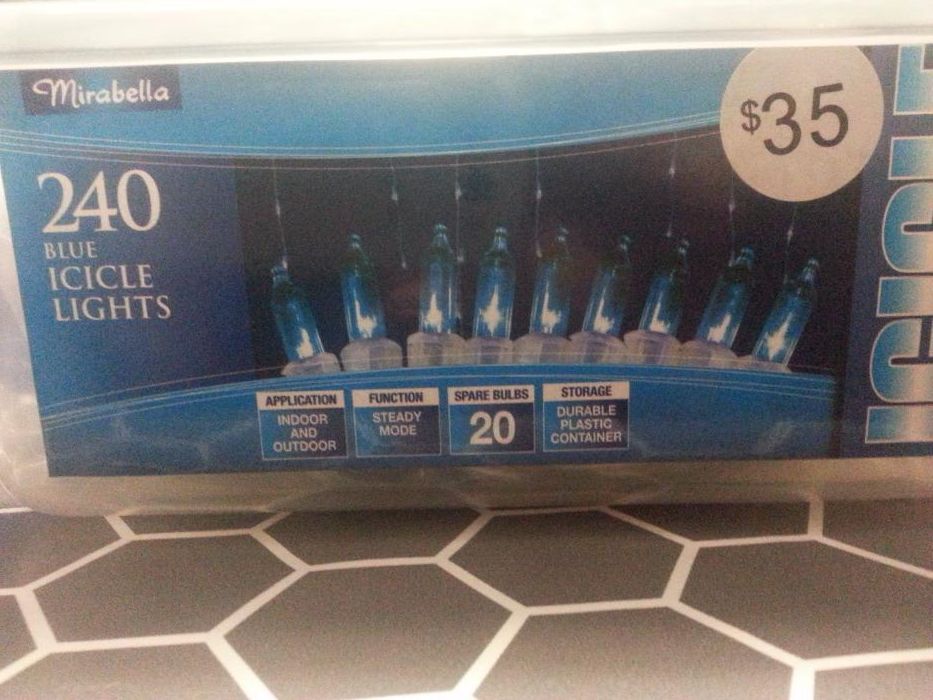 Mirabella
$35
240
BLUE
ICICLE
LIGHTS
APPLICATION
INDOOR
AND
OUTDOOR
FUNCTION
STEADY
MODE
SPARE BULBS
20
STORAGE
DURABLE
PLASTIC
CONTAINER
ICICLE